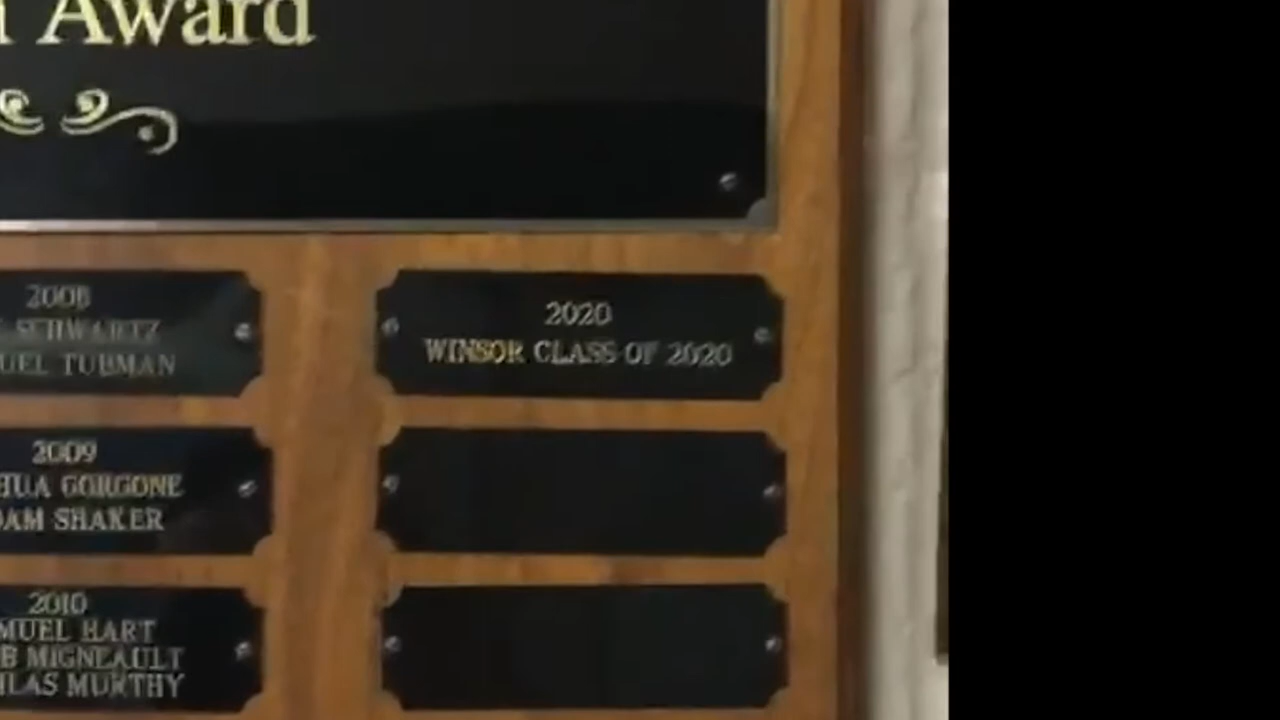 Award
2008
SCHWARTZ
UEL TUBMAN
2009
HUA GORGONE
DAM SHAKER
2010
MUEL HART
B MIGNEAULT
ILAS MURTHY
2020
WINSOR CLASS OF 2020